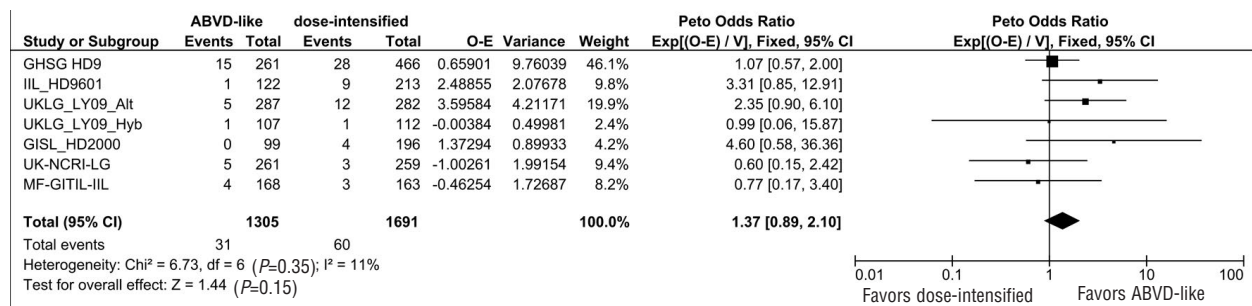 ABVD-like dose-intensified Peto Odds Ratio Peto Odds Ratio
Study or Subgroup Events Total Events Total O-E Variance Weight Exp[(O-E) / V], Fixed, 95% CI Exp[(O-E) / V], Fixed, 95% CI
GHSG HD9 15 261 28 466 0.65901 9.76039 46.1% 1.07 [0.57, 2.00]
IIL_HD9601 1 122 9 213 2.48855 2.07678 9.8% 3.31 [0.85, 12.91]
UKLG_LY09_Alt 5 287 12 282 3.59584 4.21171 19.9% 2.35 [0.90, 6.10]
UKLG_LY09_Hyb 1 107 1 112 -0.00384 0.49981 2.4% 0.99 [0.06, 15.87]
GISL_HD2000 0 99 4 196 1.37294 0.89933 4.2% 4.60 [0.58, 36.36]
UK-NCRI-LG 5 261 3 259 -1.00261 1.99154 9.4% 0.60 [0.15, 2.42]
MF-GITIL-IIL 4 168 3 163 -0.46254 1.72687 8.2% 0.77 [0.17, 3.40]
Total (95% CI) 1305 1691 100.0% 1.37 [0.89, 2.10]
Total events 31 60
Heterogeneity: Chi² = 6.73, df = 6 (P=0.35); I² = 11%
Test for overall effect: Z = 1.44 (P=0.15)
0.01 0.1 1 10 100
Favors dose-intensified Favors ABVD-like